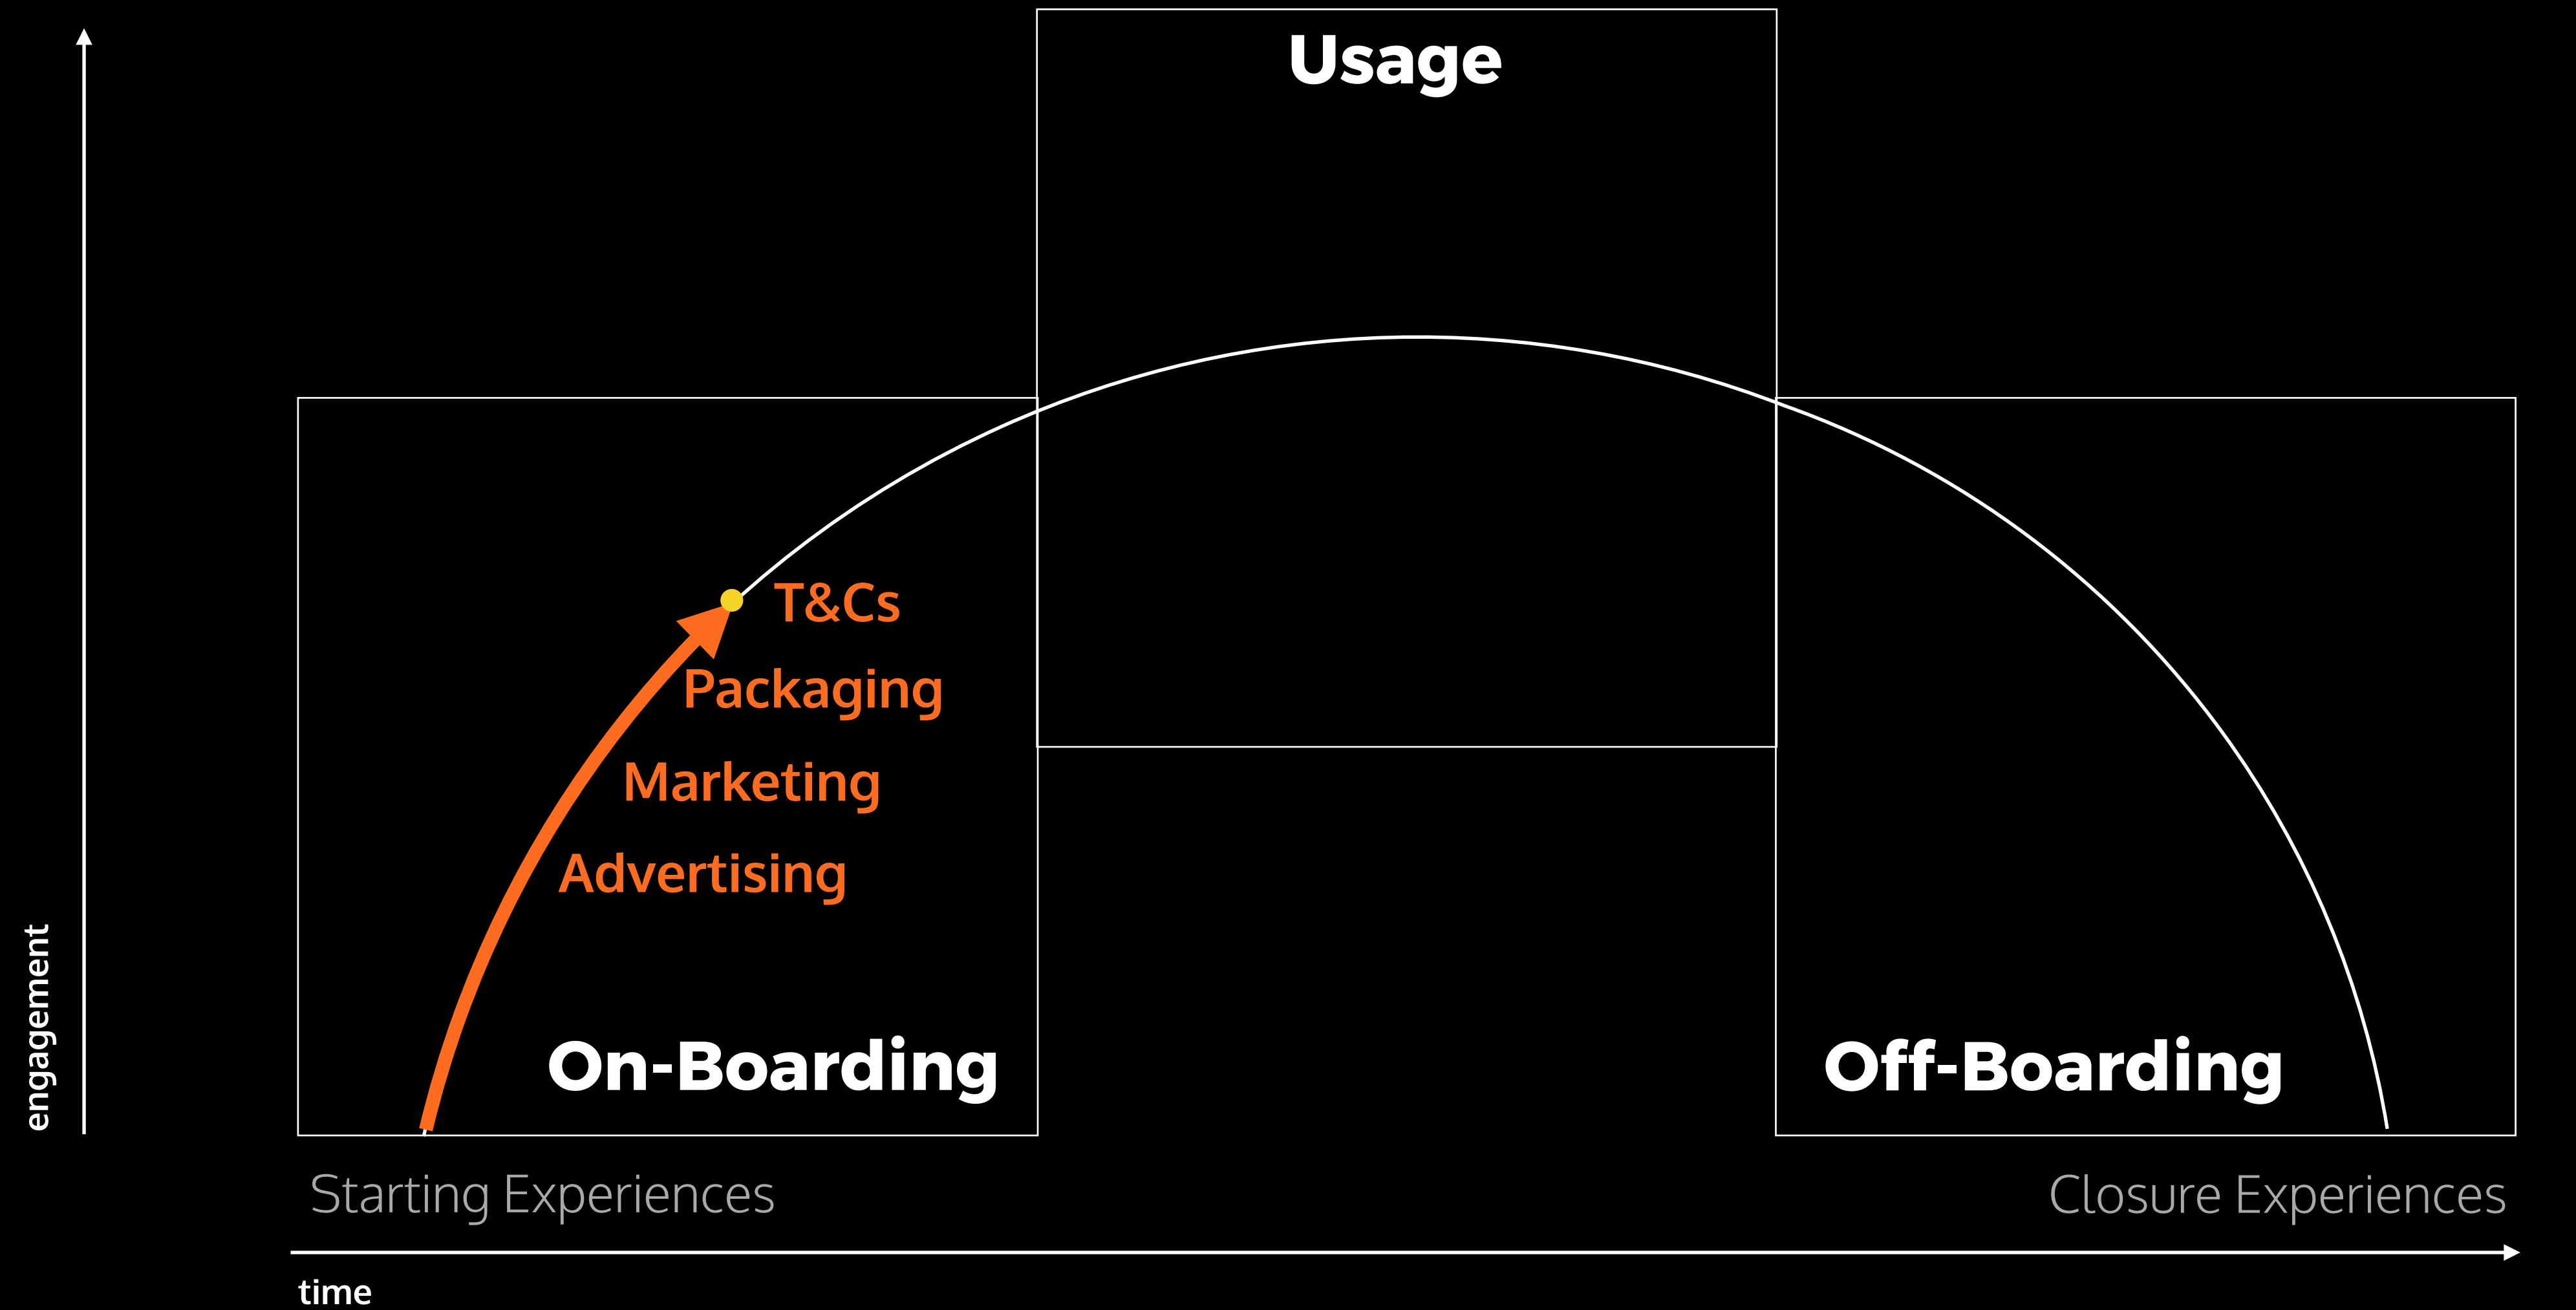 Usage
T&Cs
Packaging
Marketing
Advertising
On-Boarding
Off-Boarding
engagement
Starting Experiences
Closure Experiences
time